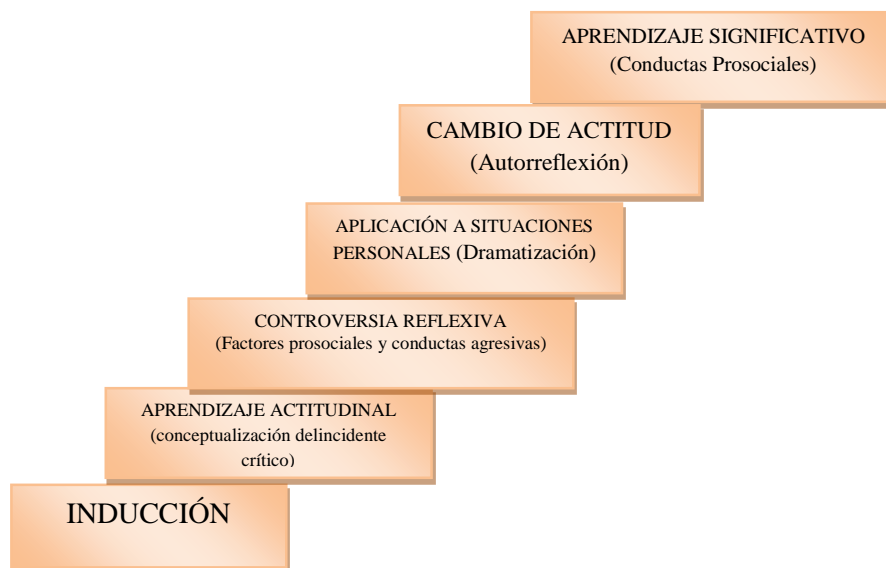 APRENDIZAJE SIGNIFICATIVO
(Conductas Prosociales)
CAMBIO DE ACTITUD
(Autorreflexión)
APLICACIÓN A SITUACIONES
PERSONALES (Dramatización)
CONTROVERSIA REFLEXIVA
(Factores prosociales y conductas agresivas)
APRENDIZAJE ACTITUDINAL
(conceptualización delincidente
crítico)
INDUCCIÓN